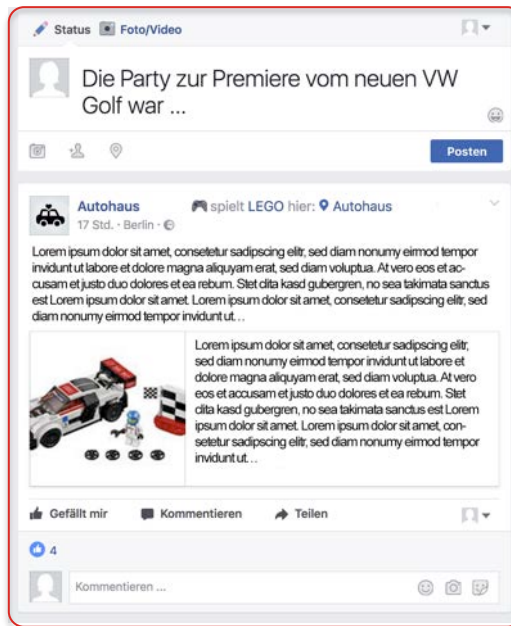 Status Foto/Video
Die Party zur Premiere vom neuen VW
Golf war ...
Posten
Autohaus spielt LEGO hier: Autohaus
17 Std. · Berlin ·
Lorem ipsum dolor sit amet, consetetur sadipscing elitr, sed diam nonumy eirmod tempor
invidunt ut labore et dolore magna aliquyam erat, sed diam voluptua. At vero eos et ac-
cusam et justo duo dolores et ea rebum. Stet clita kasd gubergren, no sea takimata sanctus
est Lorem ipsum dolor sit amet. Lorem ipsum dolor sit amet, consetetur sadipscing elitr, sed
diam nonumy eirmod tempor invidunt ut…
Lorem ipsum dolor sit amet, consetetur sadipscing elitr,
sed diam nonumy eirmod tempor invidunt ut labore et
dolore magna aliquyam erat, sed diam voluptua. At vero
eos et accusam et justo duo dolores et ea rebum. Stet
clita kasd gubergren, no sea takimata sanctus est Lorem
ipsum dolor sit amet. Lorem ipsum dolor sit amet, con-
setetur sadipscing elitr, sed diam nonumy eirmod tempor
invidunt ut…
Gefällt mir Kommentieren Teilen
4
Kommentieren ...